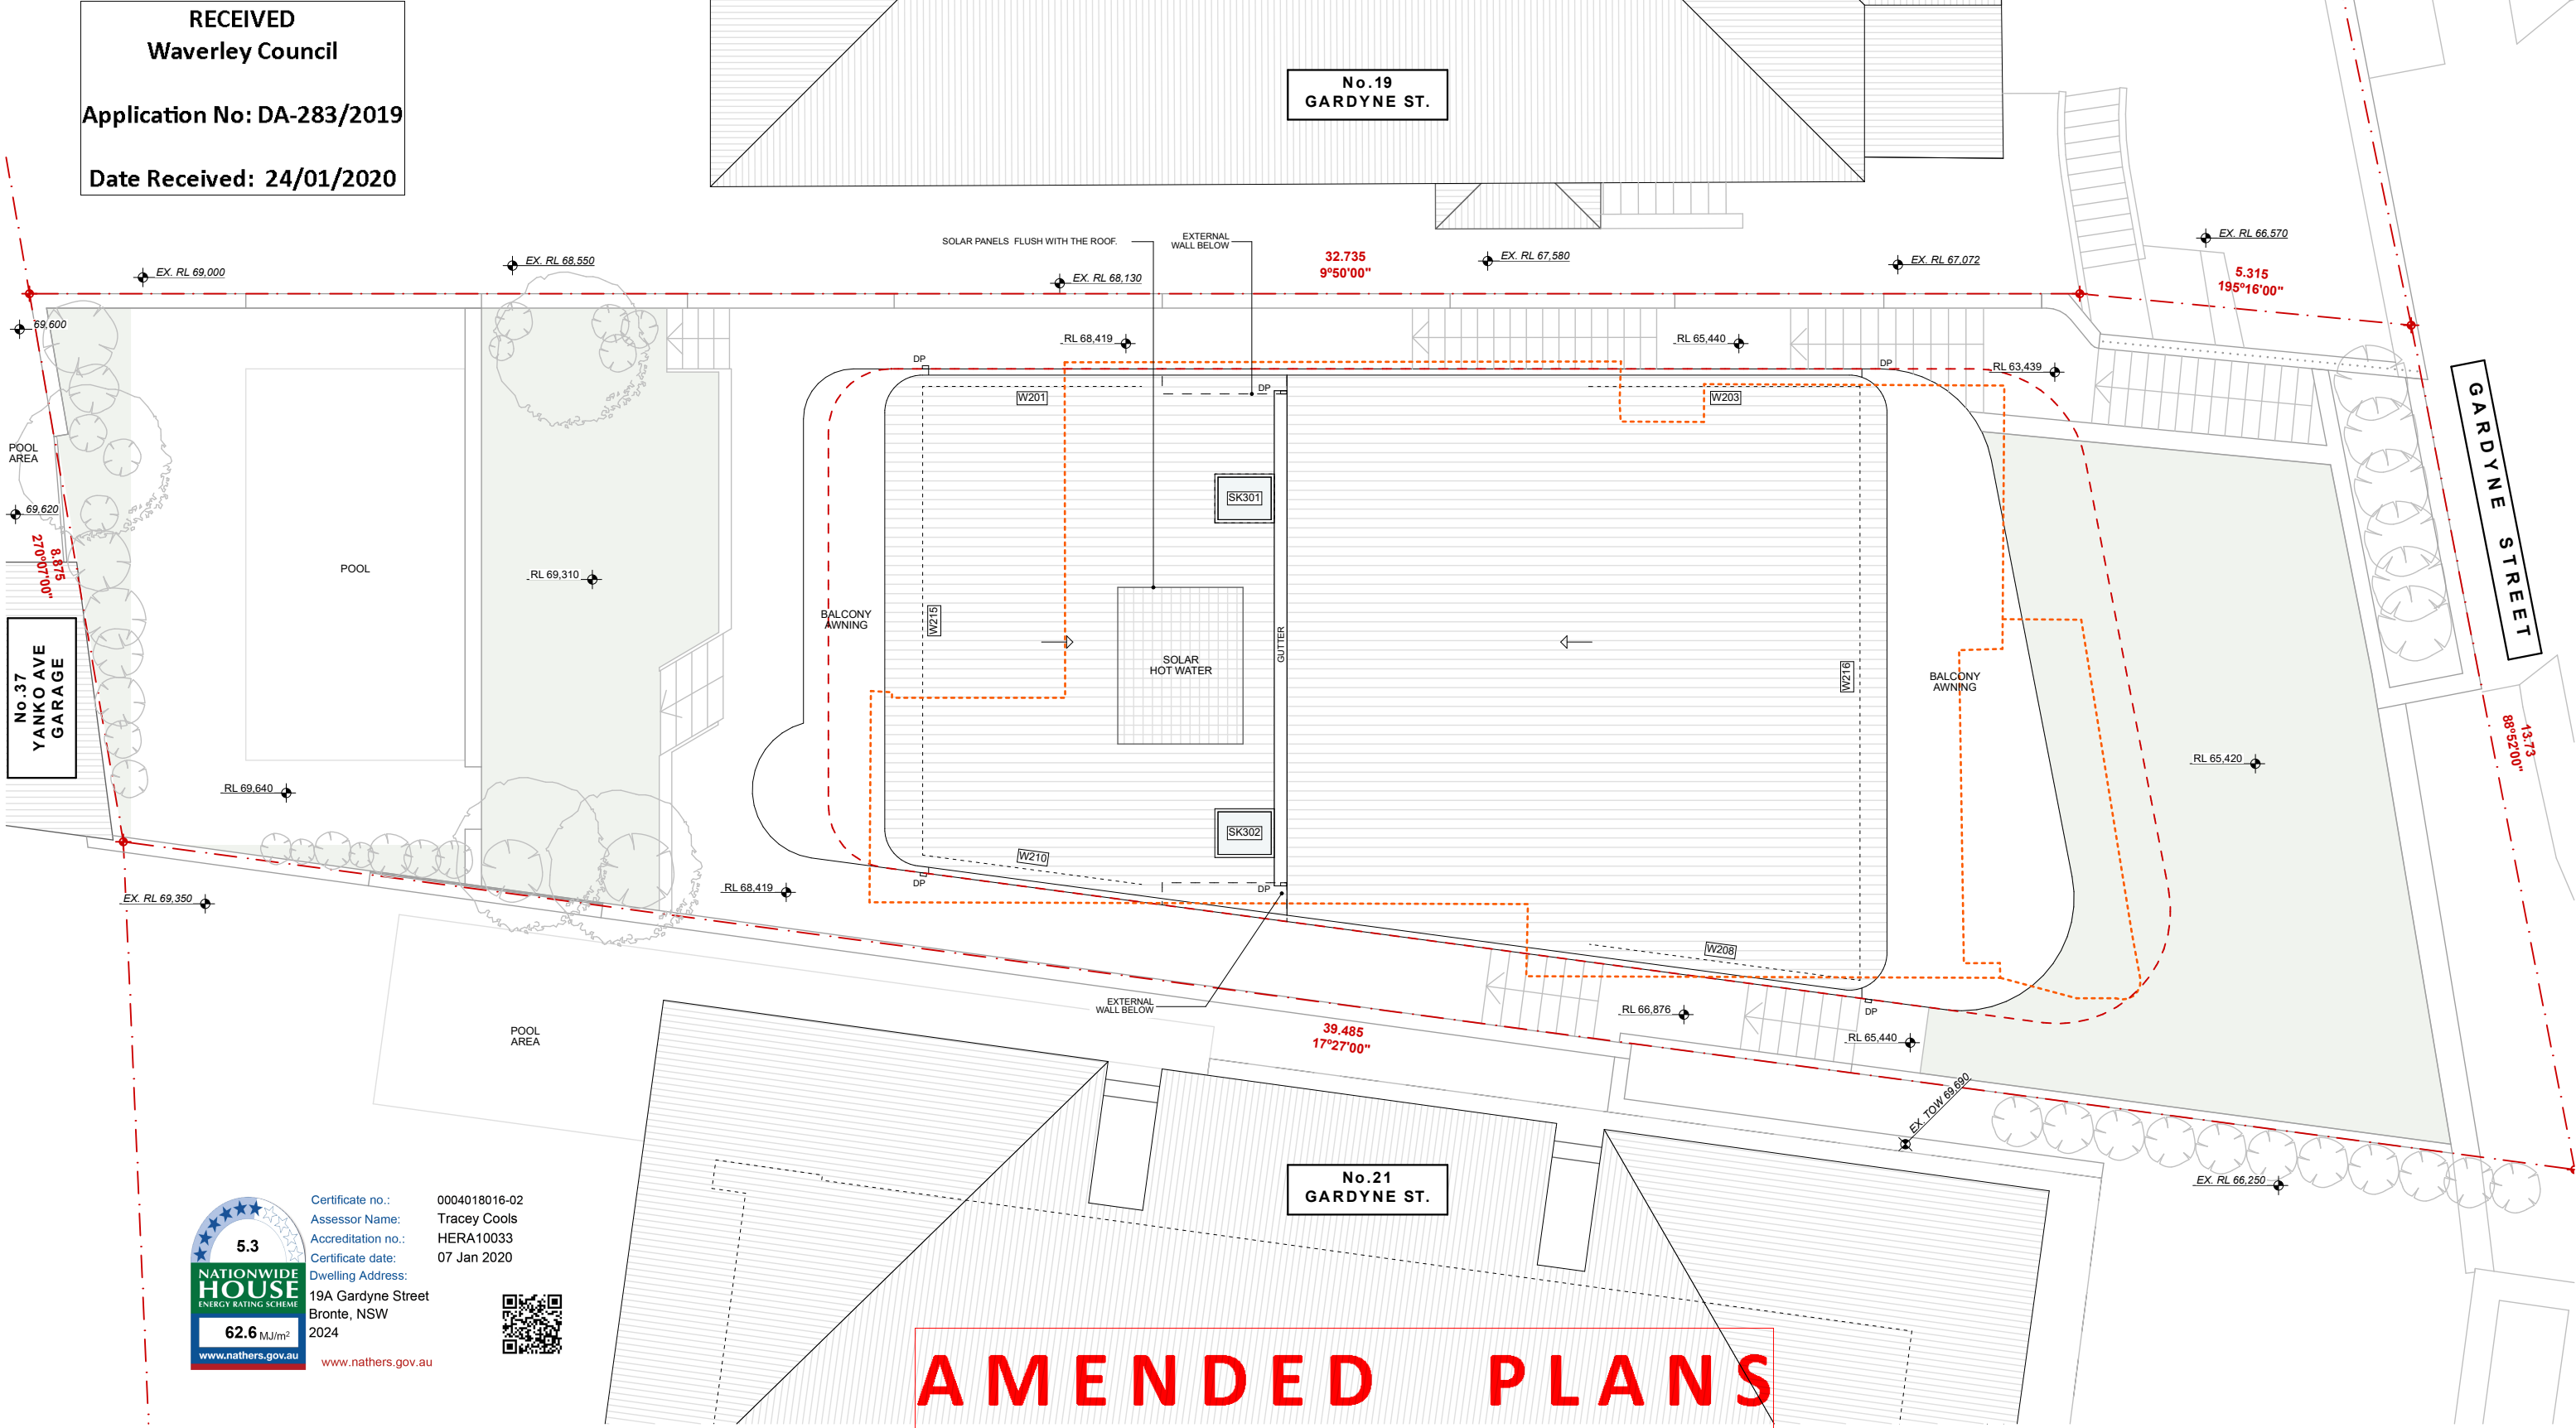 RECEIVED
Waverley Council
Application No: DA-283/2019
Date Received: 24/01/2020
No.19
GARDYNE ST.
SOLAR PANELS FLUSH WITH THE ROOF.
EXTERNAL
WALL BELOW
32.735
9°50'00"
EX. RL 69,000
EX. RL 68,550
EX. RL 68,130
EX. RL 67,580
EX. RL 67,072
EX. RL 66,570
5.315
195°16'00"
69,600
RL 68,419
RL 65,440
RL 63,439
DP
DP
DP
W201
W203
POOL
AREA
69,620
8.875
270°07'00"
SK301
GARDYNE STREET
POOL
RL 69,310
BALCONY
AWNING
W215
SOLAR
HOT WATER
GUTTER
W216
BALCONY
AWNING
No.37
YANKO AVE
GARAGE
13.73
88°52'00"
RL 65,420
RL 69,640
SK302
W210
DP
DP
RL 68,419
EX. RL 69,350
W208
EXTERNAL
WALL BELOW
RL 66,876
DP
RL 65,440
POOL
AREA
39.485
17°27'00"
EX. TOW 69,690
EX. RL 66,250
No.21
GARDYNE ST.
5.3
NATIONWIDE
HOUSE
ENERGY RATING SCHEME
62.6 MJ/m²
www.nathers.gov.au
Certificate no.: 0004018016-02
Assessor Name: Tracey Cools
Accreditation no.: HERA10033
Certificate date: 07 Jan 2020
Dwelling Address:
19A Gardyne Street
Bronte, NSW
2024
www.nathers.gov.au
AMENDED PLANS